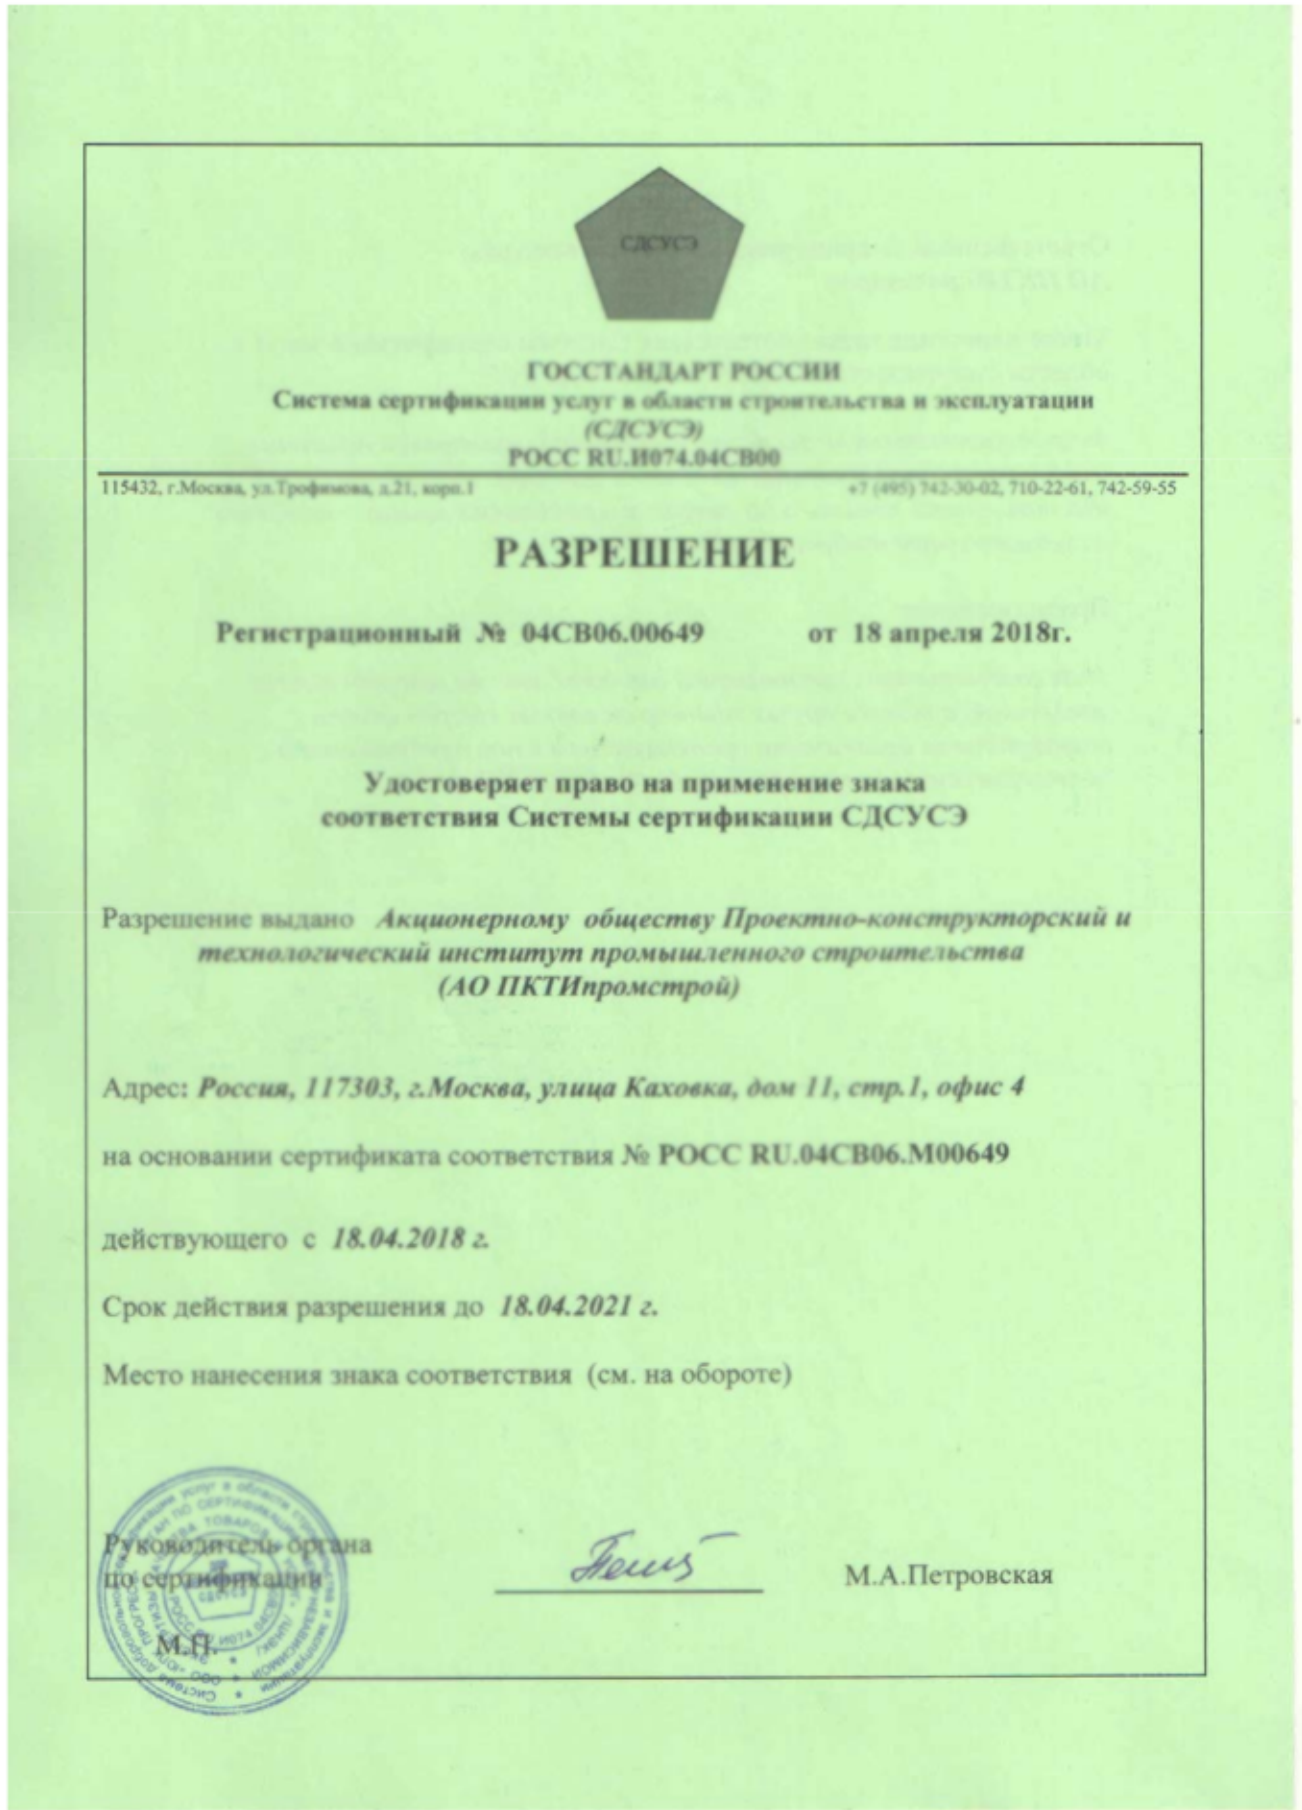 СДСУСЭ
ГОССТАНДАРТ РОССИИ
Система сертификации услуг в области строительства и эксплуатации
(СДСУСЭ)
РОСС RU.И074.04СВ00
115432, г.Москва, ул.Трофимова, д.21, корп.1 +7 (495) 742-30-02, 710-22-61, 742-59-55
РАЗРЕШЕНИЕ
Регистрационный № 04СВ06.00649 от 18 апреля 2018г.
Удостоверяет право на применение знака
соответствия Системы сертификации СДСУСЭ
Разрешение выдано Акционерному обществу Проектно-конструкторский и
технологический институт промышленного строительства
(АО ПКТИпромстрой)
Адрес: Россия, 117303, г.Москва, улица Каховка, дом 11, стр.1, офис 4
на основании сертификата соответствия № РОСС RU.04СВ06.М00649
действующего с 18.04.2018 г.
Срок действия разрешения до 18.04.2021 г.
Место нанесения знака соответствия (см. на обороте)
Руководитель органа
по сертификации
М.А.Петровская
М.П.